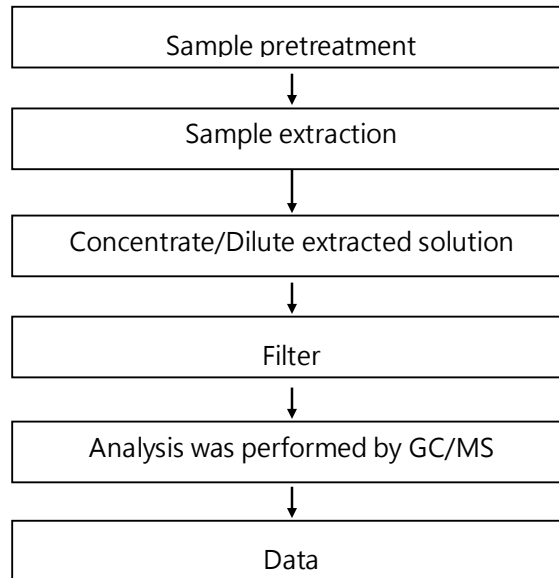 Sample pretreatment
Sample extraction
Concentrate/Dilute extracted solution
Filter
Analysis was performed by GC/MS
Data